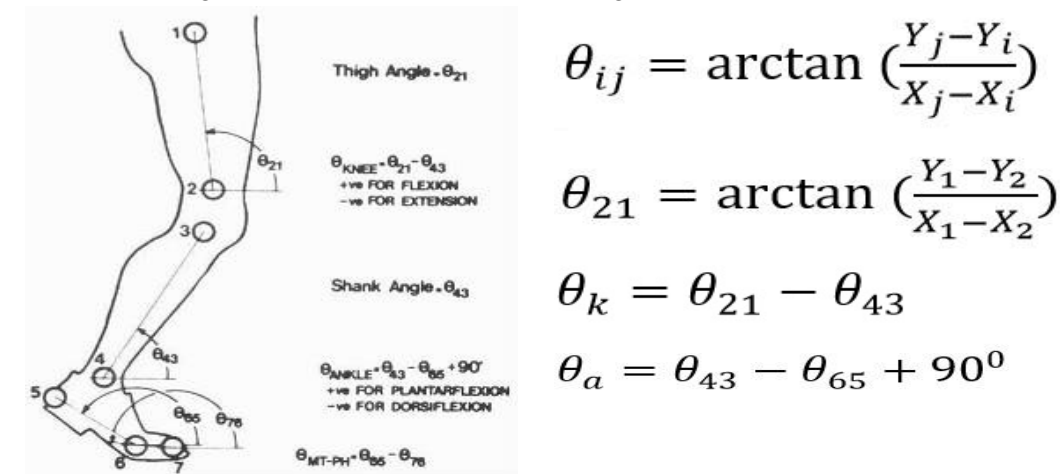 1
Thigh Angle=θ21
θ21
2
θKNEE=θ21-θ43
+ve FOR FLEXION
-ve FOR EXTENSION
3
Shank Angle=θ43
4
θ43
θANKLE=θ43-θ65+90°
+ve FOR PLANTARFLEXION
-ve FOR DORSIFLEXION
5
θ65 θ76
6
7
θMT-PH=θ65-θ76
θij = arctan (Yj−Yi / Xj−Xi)
θ21 = arctan (Y1−Y2 / X1−X2)
θk = θ21 − θ43
θa = θ43 − θ65 + 90⁰